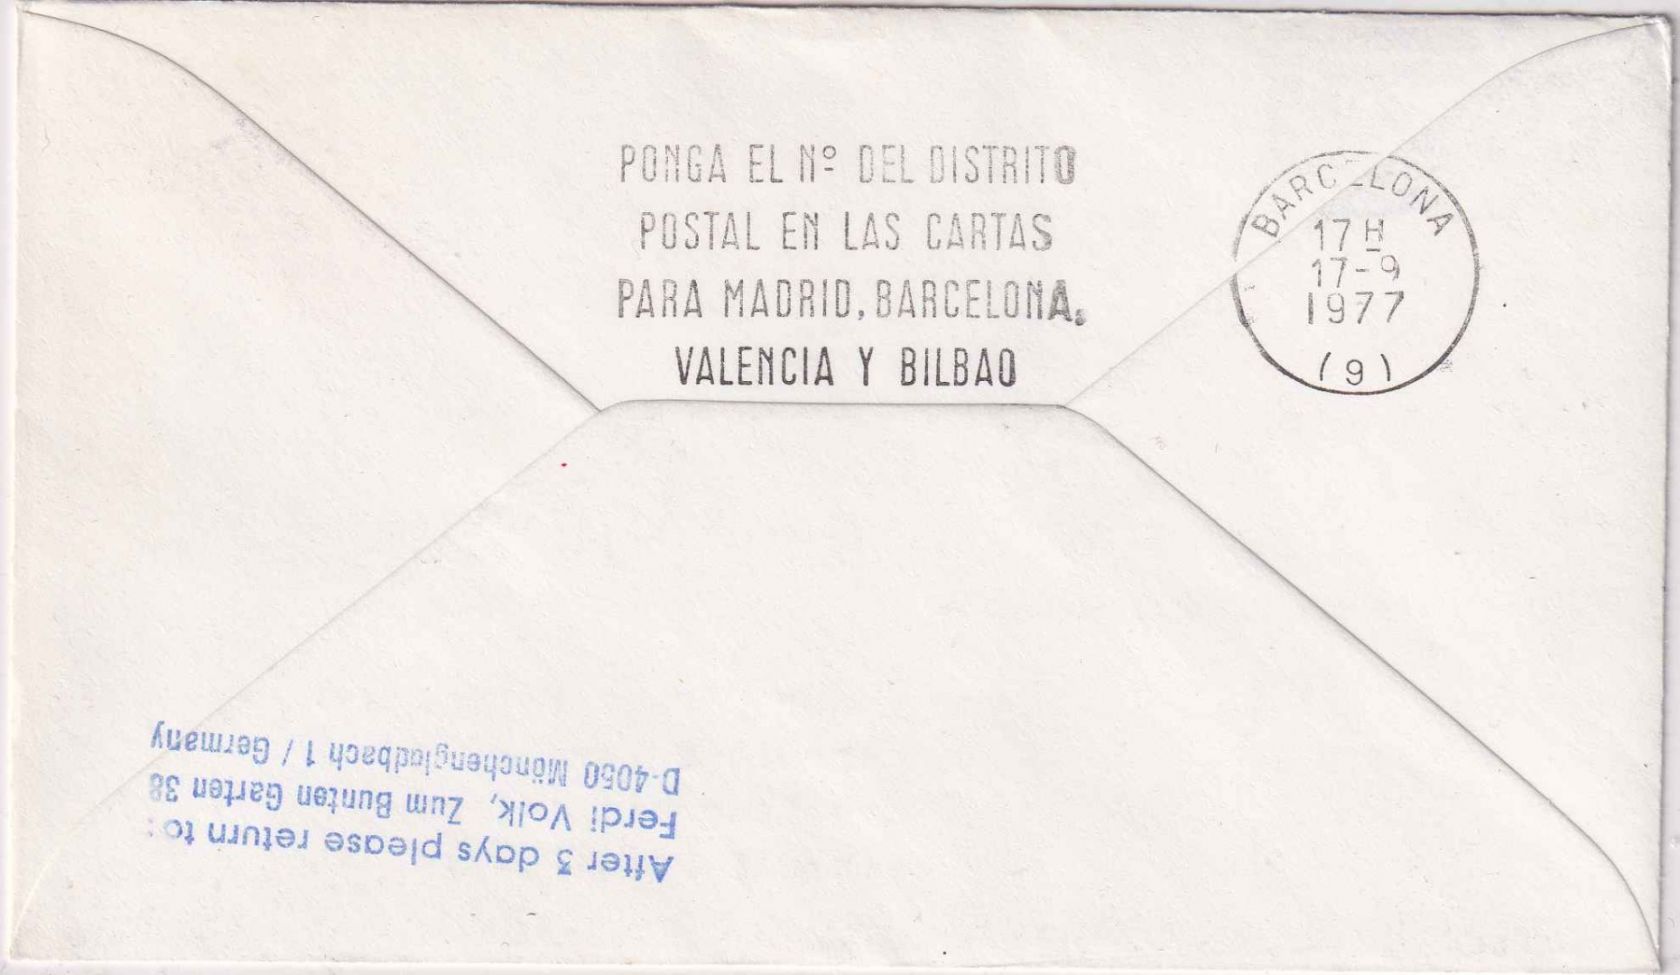 PONGA EL Nº DEL DISTRITO
POSTAL EN LAS CARTAS
PARA MADRID, BARCELONA,
VALENCIA Y BILBAO
BARCELONA
17 H
17-9
1977
(9)
After 3 days please return to:
Ferdi Volk, Zum Bunten Garten 38
D-4050 Mönchengladbach 1 / Germany